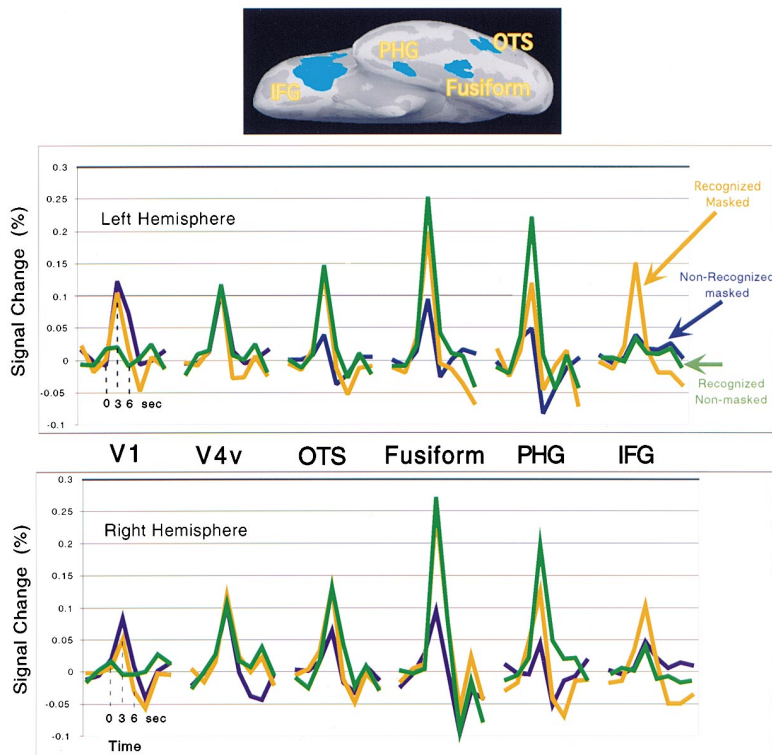 OTS
PHG
IFG
Fusiform
0.3
0.25
0.2
0.15
0.1
0.05
0
-0.05
-0.1
Signal Change (%)
Left Hemisphere
Recognized
Masked
Non-Recognized
masked
Recognized
Non-masked
0 3 6 sec
V1 V4v OTS Fusiform PHG IFG
0.3
0.25
0.2
0.15
0.1
0.05
0
-0.05
-0.1
Signal Change (%)
Right Hemisphere
0 3 6 sec
Time